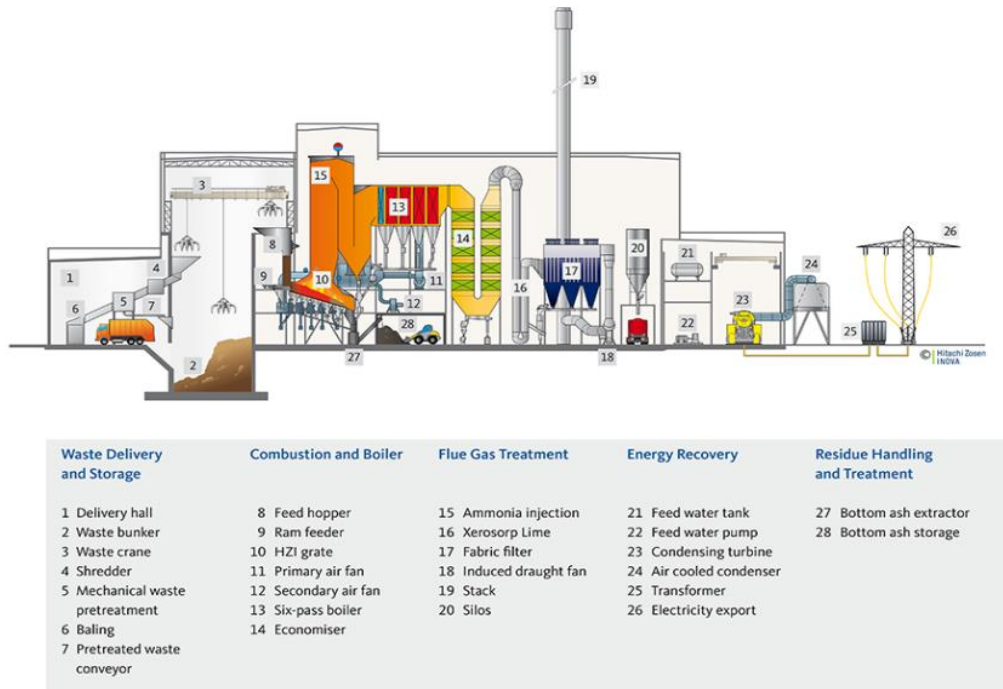 19
3
15
26
8
13
4
14
20
21
24
1
9
10
11
16
17
5
7
6
12
23
28
22
25
2
27
18
© Hitachi Zosen
INOVA
Waste Delivery
and Storage
1 Delivery hall
2 Waste bunker
3 Waste crane
4 Shredder
5 Mechanical waste
pretreatment
6 Baling
7 Pretreated waste
conveyor
Combustion and Boiler
8 Feed hopper
9 Ram feeder
10 HZI grate
11 Primary air fan
12 Secondary air fan
13 Six-pass boiler
14 Economiser
Flue Gas Treatment
15 Ammonia injection
16 Xerosorp Lime
17 Fabric filter
18 Induced draught fan
19 Stack
20 Silos
Energy Recovery
21 Feed water tank
22 Feed water pump
23 Condensing turbine
24 Air cooled condenser
25 Transformer
26 Electricity export
Residue Handling
and Treatment
27 Bottom ash extractor
28 Bottom ash storage